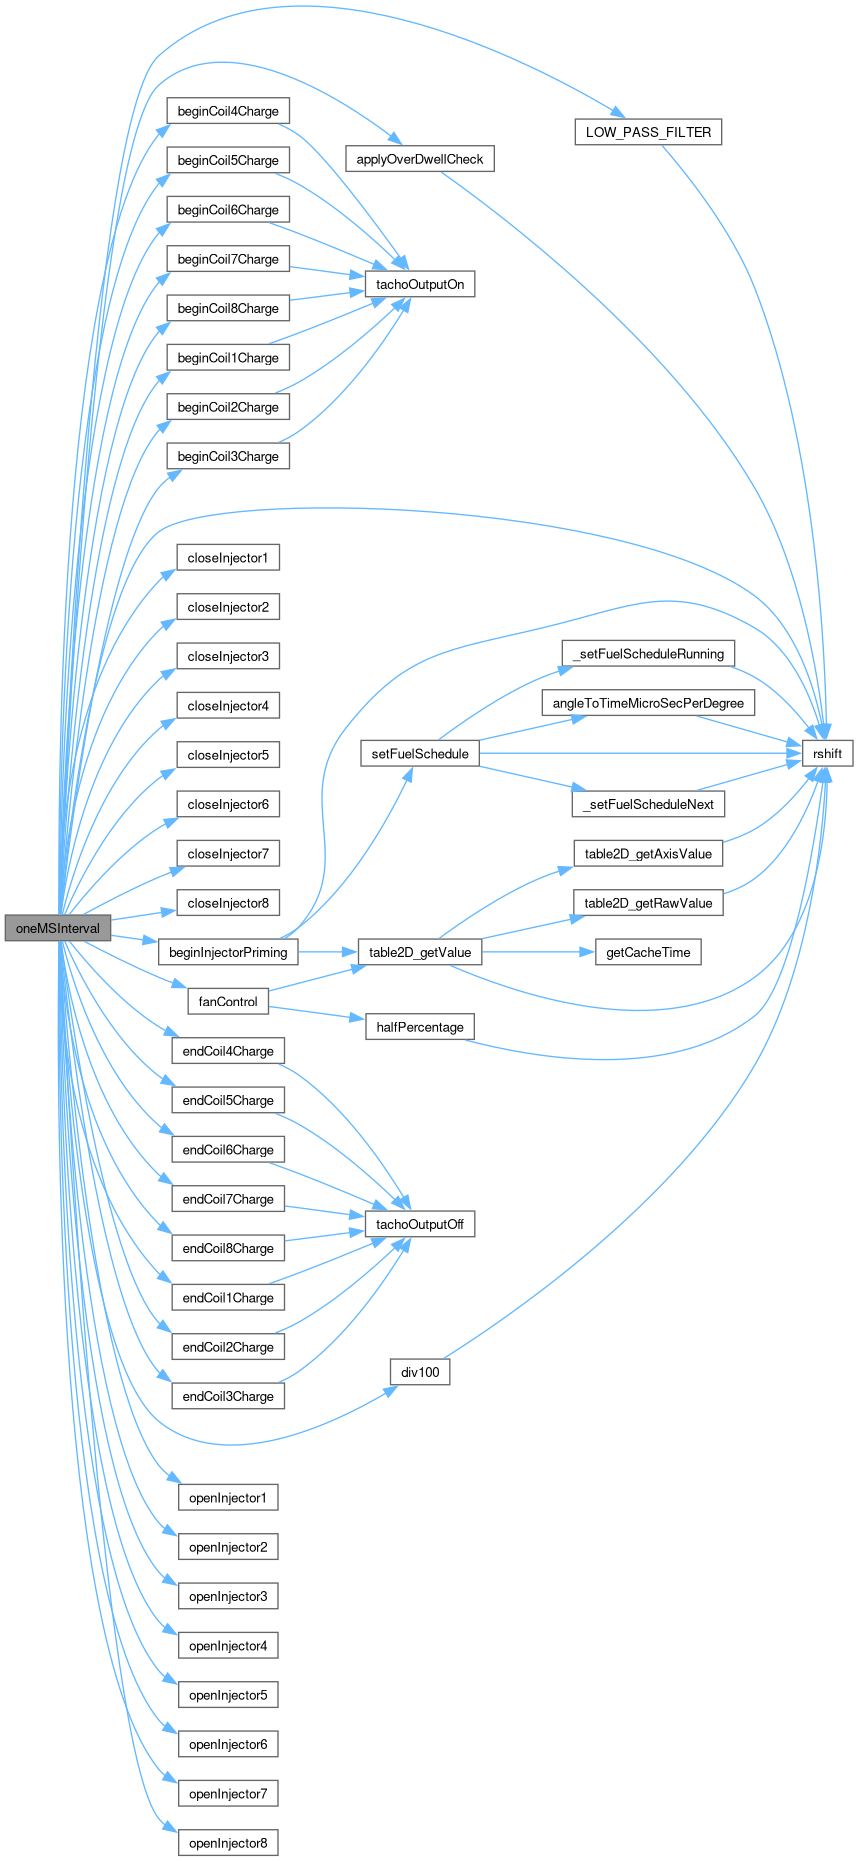 beginCoil4Charge
LOW_PASS_FILTER
applyOverDwellCheck
beginCoil5Charge
beginCoil6Charge
beginCoil7Charge
tachoOutputOn
beginCoil8Charge
beginCoil1Charge
beginCoil2Charge
beginCoil3Charge
closeInjector1
closeInjector2
closeInjector3
_setFuelScheduleRunning
angleToTimeMicroSecPerDegree
closeInjector4
setFuelSchedule
rshift
closeInjector5
closeInjector6
_setFuelScheduleNext
closeInjector7
table2D_getAxisValue
closeInjector8
table2D_getRawValue
oneMSInterval
beginInjectorPriming
table2D_getValue
getCacheTime
fanControl
halfPercentage
endCoil4Charge
endCoil5Charge
endCoil6Charge
endCoil7Charge
tachoOutputOff
endCoil8Charge
endCoil1Charge
endCoil2Charge
div100
endCoil3Charge
openInjector1
openInjector2
openInjector3
openInjector4
openInjector5
openInjector6
openInjector7
openInjector8